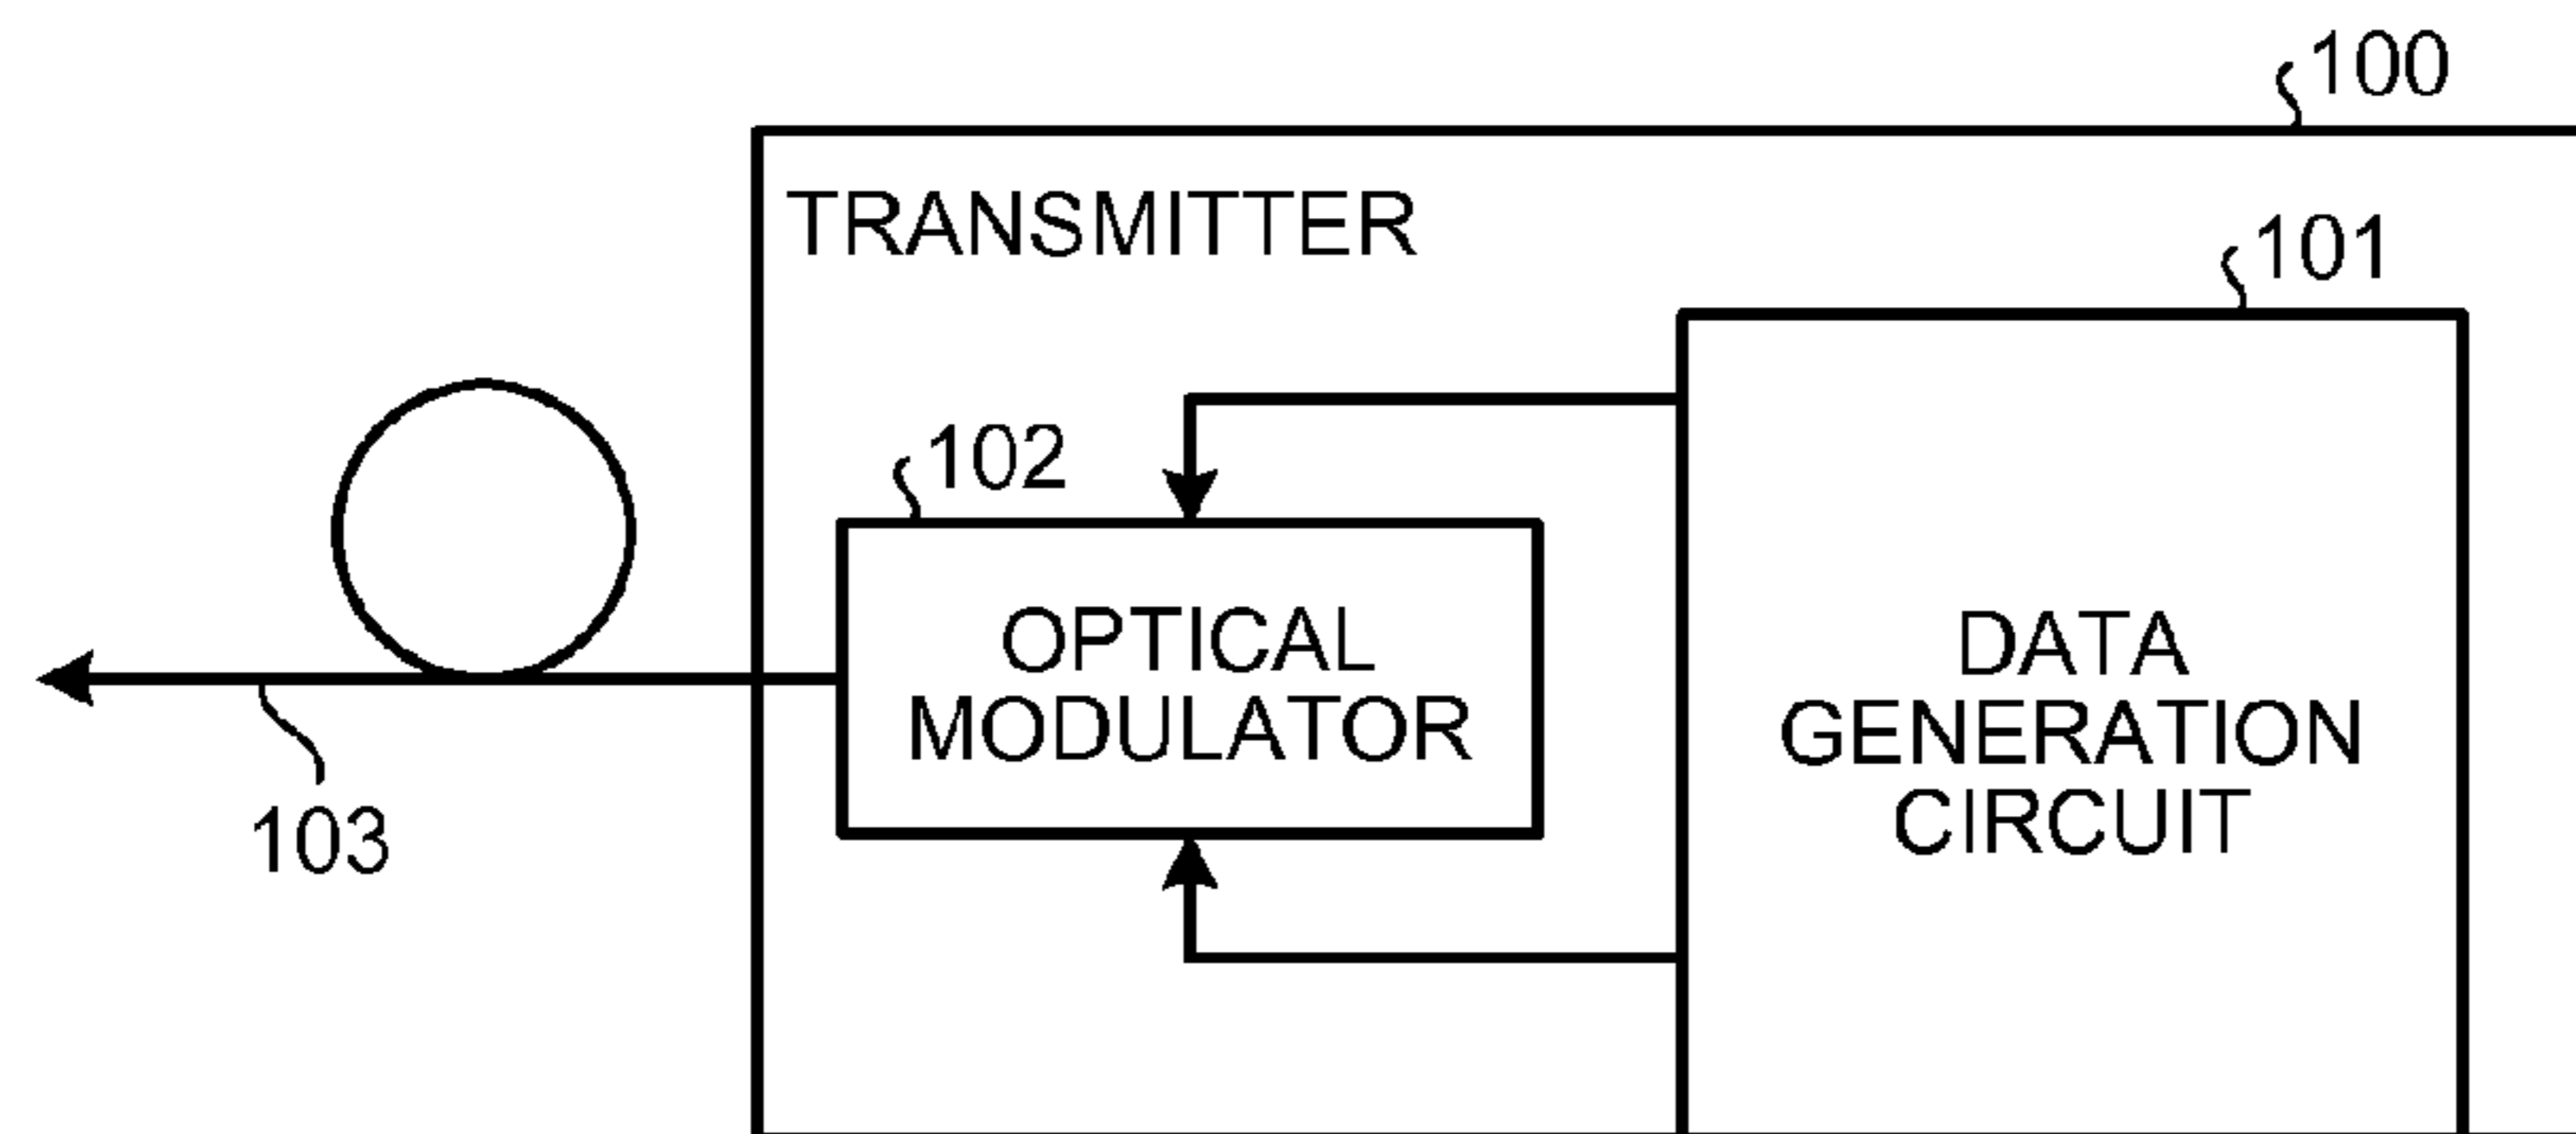 100
TRANSMITTER
101
102
OPTICAL
MODULATOR
DATA
GENERATION
CIRCUIT
103